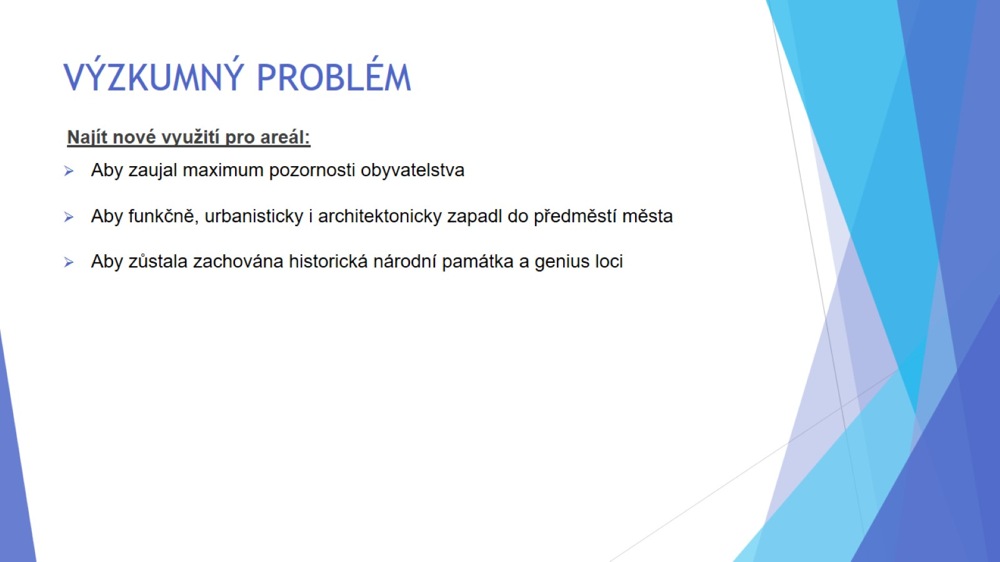 VÝZKUMNÝ PROBLÉM
Najít nové využití pro areál:
Aby zaujal maximum pozornosti obyvatelstva
Aby funkčně, urbanisticky i architektonicky zapadl do předměstí města
Aby zůstala zachována historická národní památka a genius loci